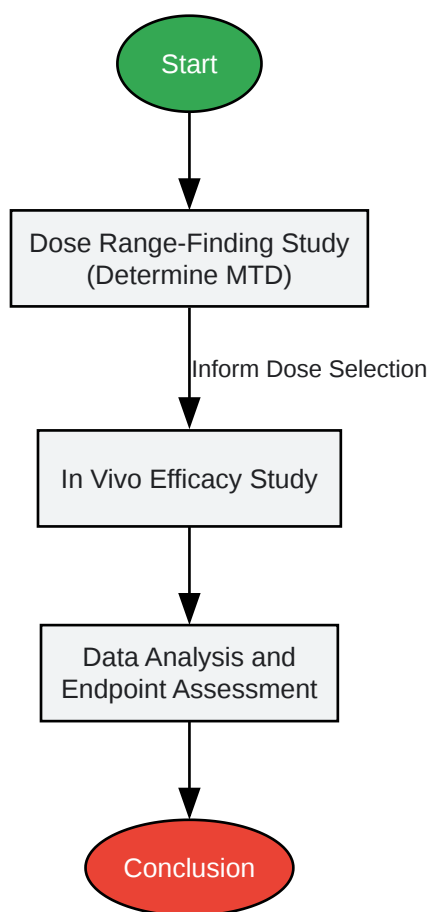 Start
Dose Range-Finding Study
(Determine MTD)
Inform Dose Selection
In Vivo Efficacy Study
Data Analysis and
Endpoint Assessment
Conclusion